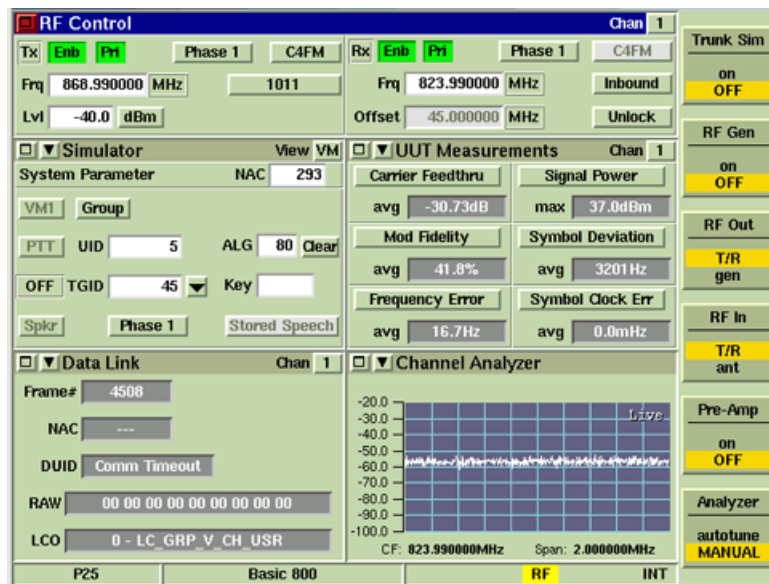 RF Control Chan 1
Tx Enb Pri Phase 1 C4FM
Frq 868.990000 MHz 1011
Lvl -40.0 dBm
Rx Enb Pri Phase 1 C4FM
Frq 823.990000 MHz Inbound
Offset 45.000000 MHz Unlock
Simulator View VM
System Parameter NAC 293
VM1 Group
PTT UID 5 ALG 80 Clear
OFF TGID 45 Key
Spkr Phase 1 Stored Speech
UUT Measurements Chan 1
Carrier Feedthru Signal Power
avg -30.73dB max 37.0dBm
Mod Fidelity Symbol Deviation
avg 41.8% avg 3201Hz
Frequency Error Symbol Clock Err
avg 16.7Hz avg 0.0mHz
Data Link Chan 1
Frame# 4508
NAC ---
DUID Comm Timeout
RAW 00 00 00 00 00 00 00 00 00
LCO 0 - LC_GRP_V_CH_USR
Channel Analyzer
Live
-20.0
-30.0
-40.0
-50.0
-60.0
-70.0
-80.0
-90.0
-100.0
CF: 823.990000MHz Span: 2.000000MHz
P25 Basic 800 RF INT
Trunk Sim
on
OFF
RF Gen
on
OFF
RF Out
T/R
gen
RF In
T/R
ant
Pre-Amp
on
OFF
Analyzer
autotune
MANUAL